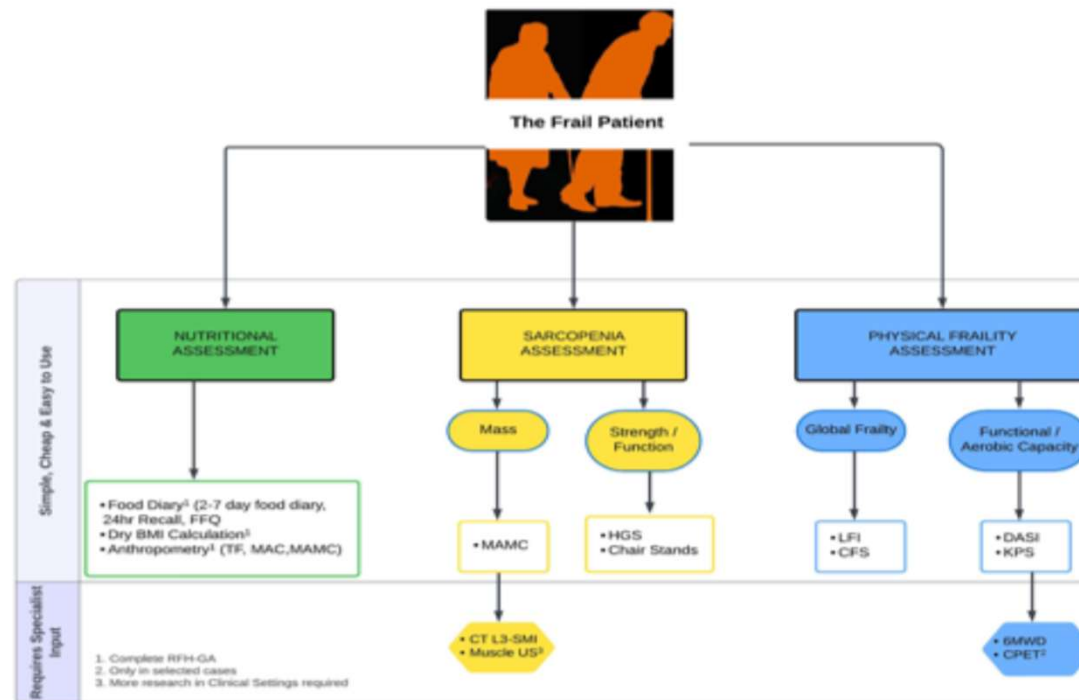 The Frail Patient
Simple, Cheap & Easy to Use
NUTRITIONAL
ASSESSMENT
SARCOPENIA
ASSESSMENT
PHYSICAL FRAILITY
ASSESSMENT
Mass
Strength /
Function
Global Frailty
Functional /
Aerobic Capacity
•Food Diary¹ (2-7 day food diary,
24hr Recall, FFQ
•Dry BMI Calculation¹
•Anthropometry¹ (TF, MAC,MAMC)
•MAMC
•HGS
•Chair Stands
•LFI
•CFS
•DASI
•KPS
Requires Specialist
Input
• CT L3-SMI
• Muscle US³
•6MWD
•CPET²
1. Complete RFH-GA
2. Only in selected cases
3. More research in Clinical Settings required